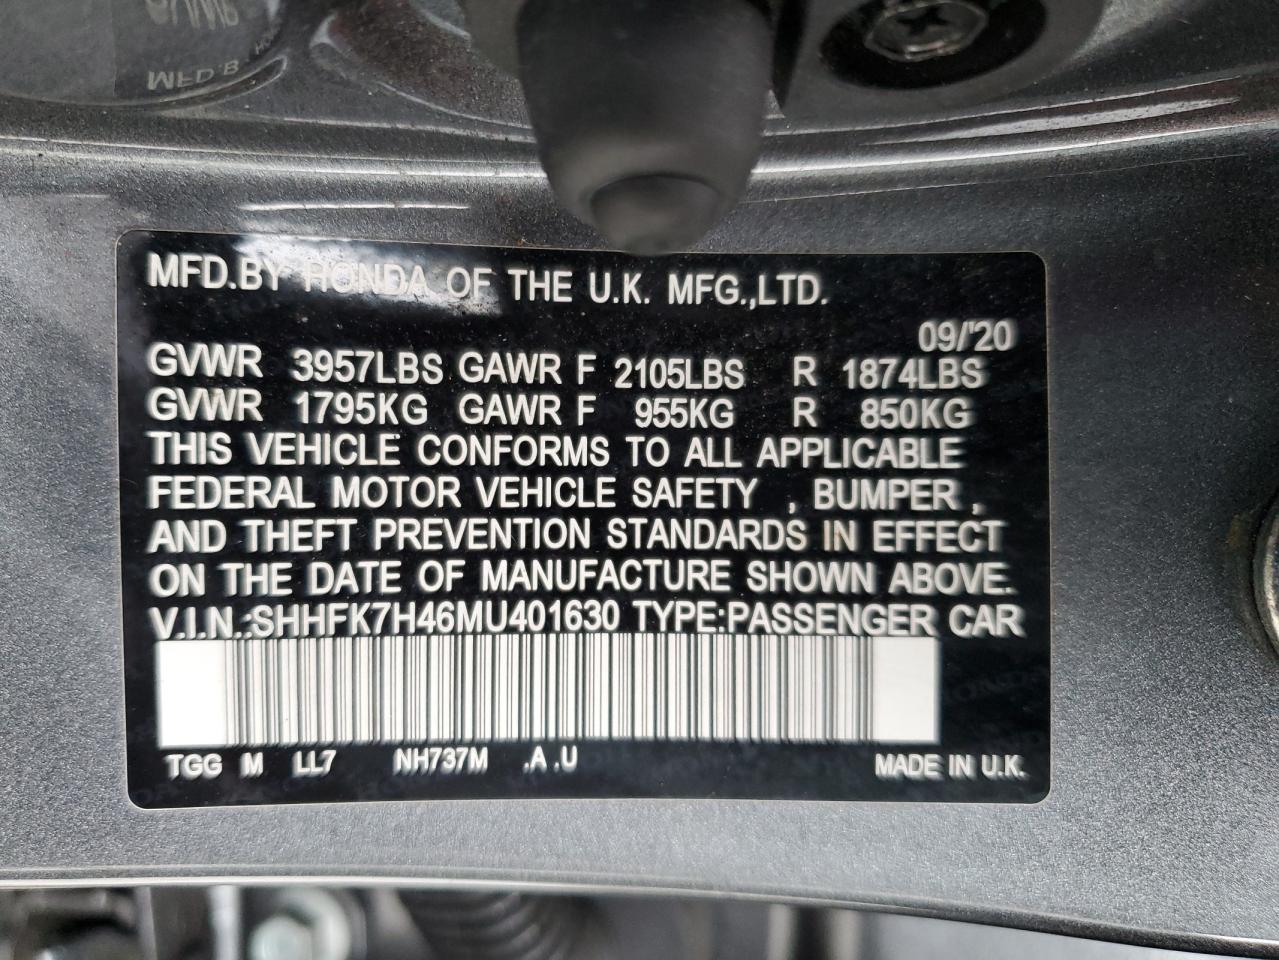 MFD.BY HONDA OF THE U.K. MFG.,LTD.
09/'20
GVWR 3957LBS GAWR F 2105LBS R 1874LBS
GVWR 1795KG GAWR F 955KG R 850KG
THIS VEHICLE CONFORMS TO ALL APPLICABLE
FEDERAL MOTOR VEHICLE SAFETY , BUMPER ,
AND THEFT PREVENTION STANDARDS IN EFFECT
ON THE DATE OF MANUFACTURE SHOWN ABOVE.
V.I.N.:SHHFK7H46MU401630 TYPE:PASSENGER CAR
TGG M LL7 NH737M .A .U MADE IN U.K.